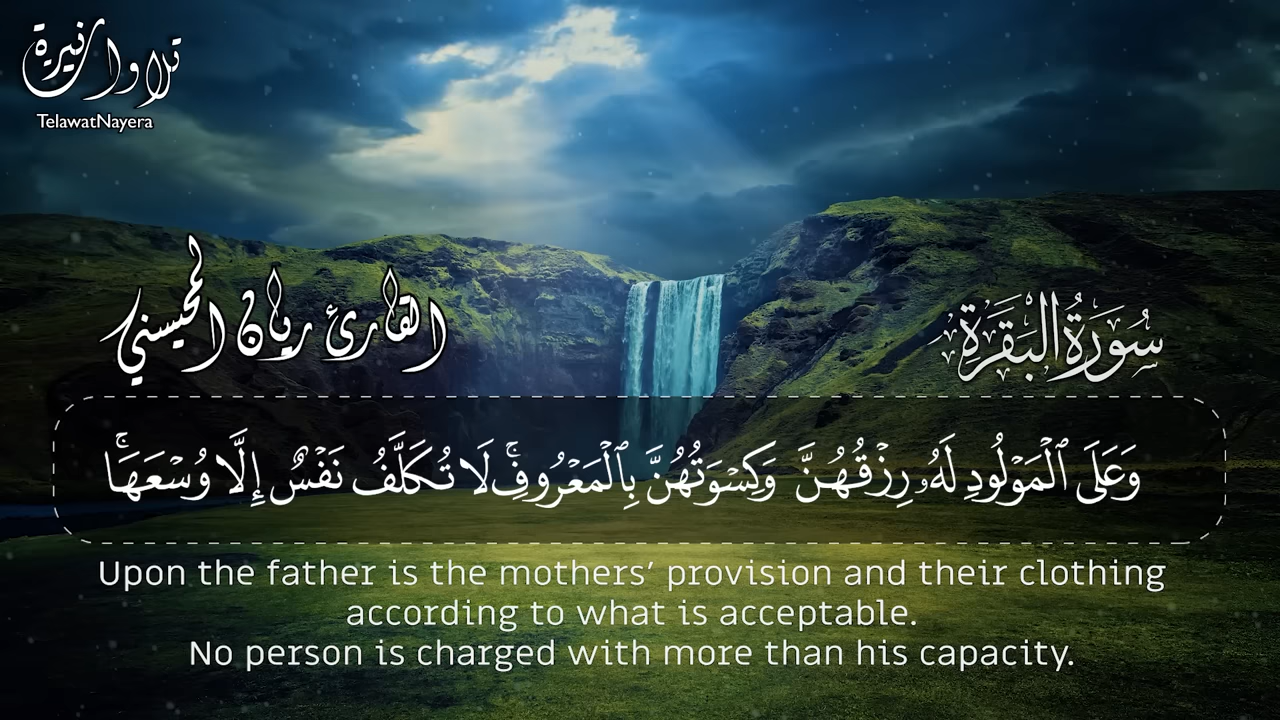 تلاوات نيرة
TelawatNayera
القارئ ريان المحيسني
سُورَةُ البَقَرَةِ
وَعَلَى ٱلْمَوْلُودِ لَهُۥ رِزْقُهُنَّ وَكِسْوَتُهُنَّ بِٱلْمَعْرُوفِۚ لَا تُكَلَّفُ نَفْسٌ إِلَّا وُسْعَهَاۚ
Upon the father is the mothers’ provision and their clothing
according to what is acceptable.
No person is charged with more than his capacity.